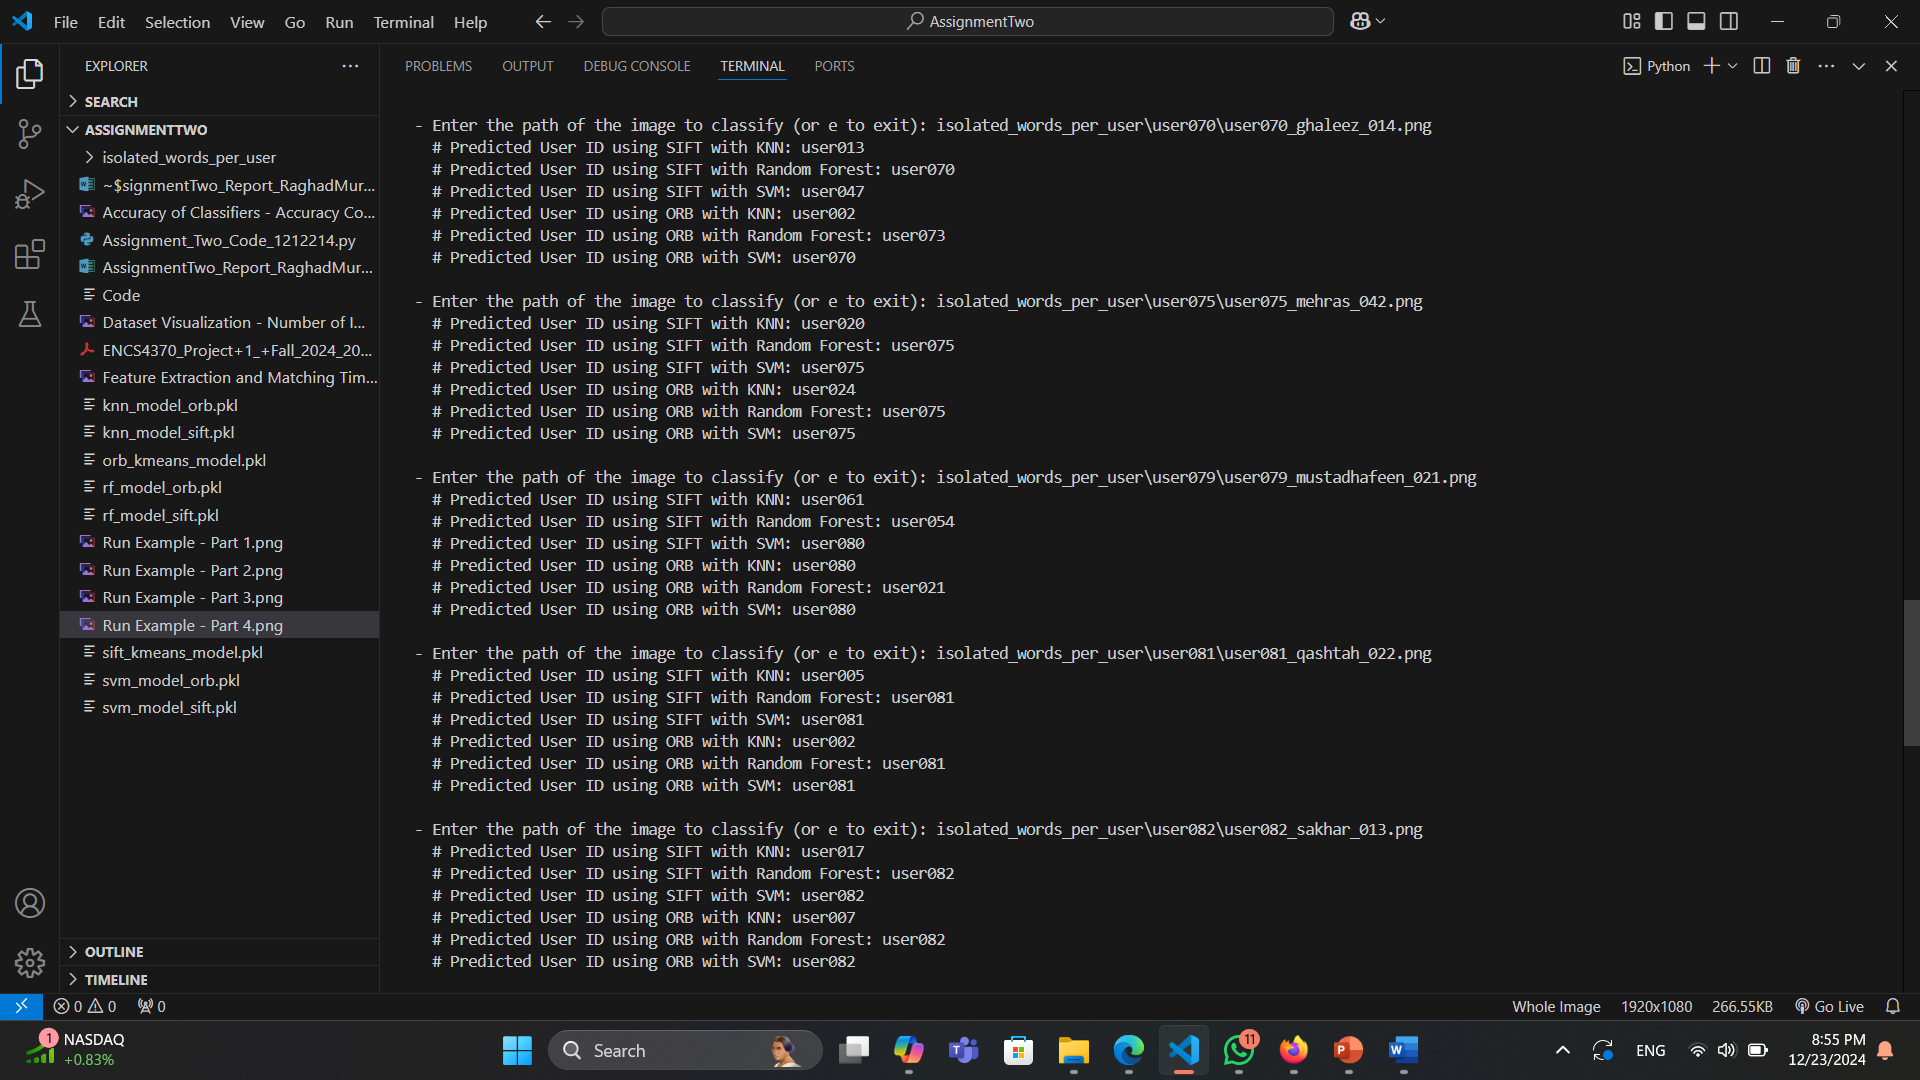 File Edit Selection View Go Run Terminal Help
AssignmentTwo
EXPLORER
SEARCH
ASSIGNMENTTWO
isolated_words_per_user
~$signmentTwo_Report_RaghadMur...
Accuracy of Classifiers - Accuracy Co...
Assignment_Two_Code_1212214.py
AssignmentTwo_Report_RaghadMur...
Code
Dataset Visualization - Number of I...
ENCS4370_Project+1_+Fall_2024_20...
Feature Extraction and Matching Tim...
knn_model_orb.pkl
knn_model_sift.pkl
orb_kmeans_model.pkl
rf_model_orb.pkl
rf_model_sift.pkl
Run Example - Part 1.png
Run Example - Part 2.png
Run Example - Part 3.png
Run Example - Part 4.png
sift_kmeans_model.pkl
svm_model_orb.pkl
svm_model_sift.pkl
OUTLINE
TIMELINE
PROBLEMS OUTPUT DEBUG CONSOLE TERMINAL PORTS
Python
- Enter the path of the image to classify (or e to exit): isolated_words_per_user\user070\user070_ghaleez_014.png
# Predicted User ID using SIFT with KNN: user013
# Predicted User ID using SIFT with Random Forest: user070
# Predicted User ID using SIFT with SVM: user047
# Predicted User ID using ORB with KNN: user002
# Predicted User ID using ORB with Random Forest: user073
# Predicted User ID using ORB with SVM: user070
- Enter the path of the image to classify (or e to exit): isolated_words_per_user\user075\user075_mehras_042.png
# Predicted User ID using SIFT with KNN: user020
# Predicted User ID using SIFT with Random Forest: user075
# Predicted User ID using SIFT with SVM: user075
# Predicted User ID using ORB with KNN: user024
# Predicted User ID using ORB with Random Forest: user075
# Predicted User ID using ORB with SVM: user075
- Enter the path of the image to classify (or e to exit): isolated_words_per_user\user079\user079_mustadhafeen_021.png
# Predicted User ID using SIFT with KNN: user061
# Predicted User ID using SIFT with Random Forest: user054
# Predicted User ID using SIFT with SVM: user080
# Predicted User ID using ORB with KNN: user080
# Predicted User ID using ORB with Random Forest: user021
# Predicted User ID using ORB with SVM: user080
- Enter the path of the image to classify (or e to exit): isolated_words_per_user\user081\user081_qashtah_022.png
# Predicted User ID using SIFT with KNN: user005
# Predicted User ID using SIFT with Random Forest: user081
# Predicted User ID using SIFT with SVM: user081
# Predicted User ID using ORB with KNN: user002
# Predicted User ID using ORB with Random Forest: user081
# Predicted User ID using ORB with SVM: user081
- Enter the path of the image to classify (or e to exit): isolated_words_per_user\user082\user082_sakhar_013.png
# Predicted User ID using SIFT with KNN: user017
# Predicted User ID using SIFT with Random Forest: user082
# Predicted User ID using SIFT with SVM: user082
# Predicted User ID using ORB with KNN: user007
# Predicted User ID using ORB with Random Forest: user082
# Predicted User ID using ORB with SVM: user082
0 0 0
Whole Image 1920x1080 266.55KB Go Live
1 NASDAQ
+0.83%
Search
11
ENG
8:55 PM
12/23/2024